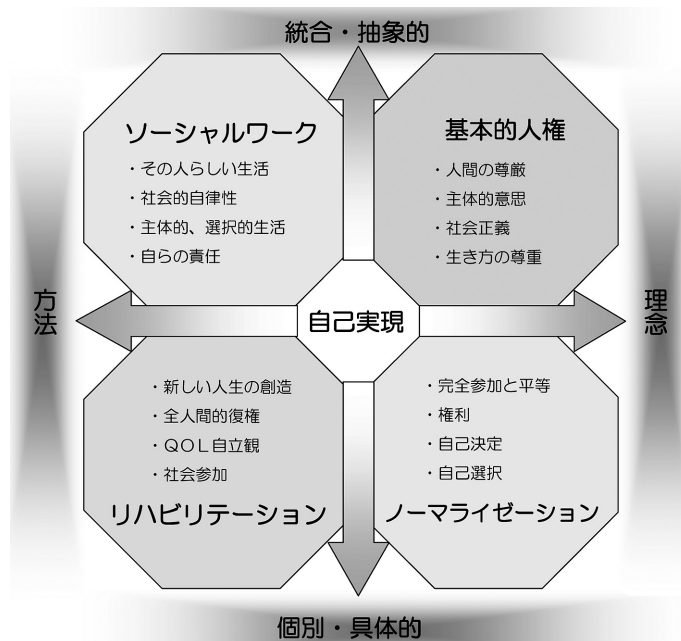 統合・抽象的
ソーシャルワーク
・その人らしい生活
・社会的自律性
・主体的、選択的生活
・自らの責任
基本的人権
・人間の尊厳
・主体的意思
・社会正義
・生き方の尊重
方法
自己実現
理念
・新しい人生の創造
・全人間的復権
・ＱＯＬ自立観
・社会参加
リハビリテーション
・完全参加と平等
・権利
・自己決定
・自己選択
ノーマライゼーション
個別・具体的